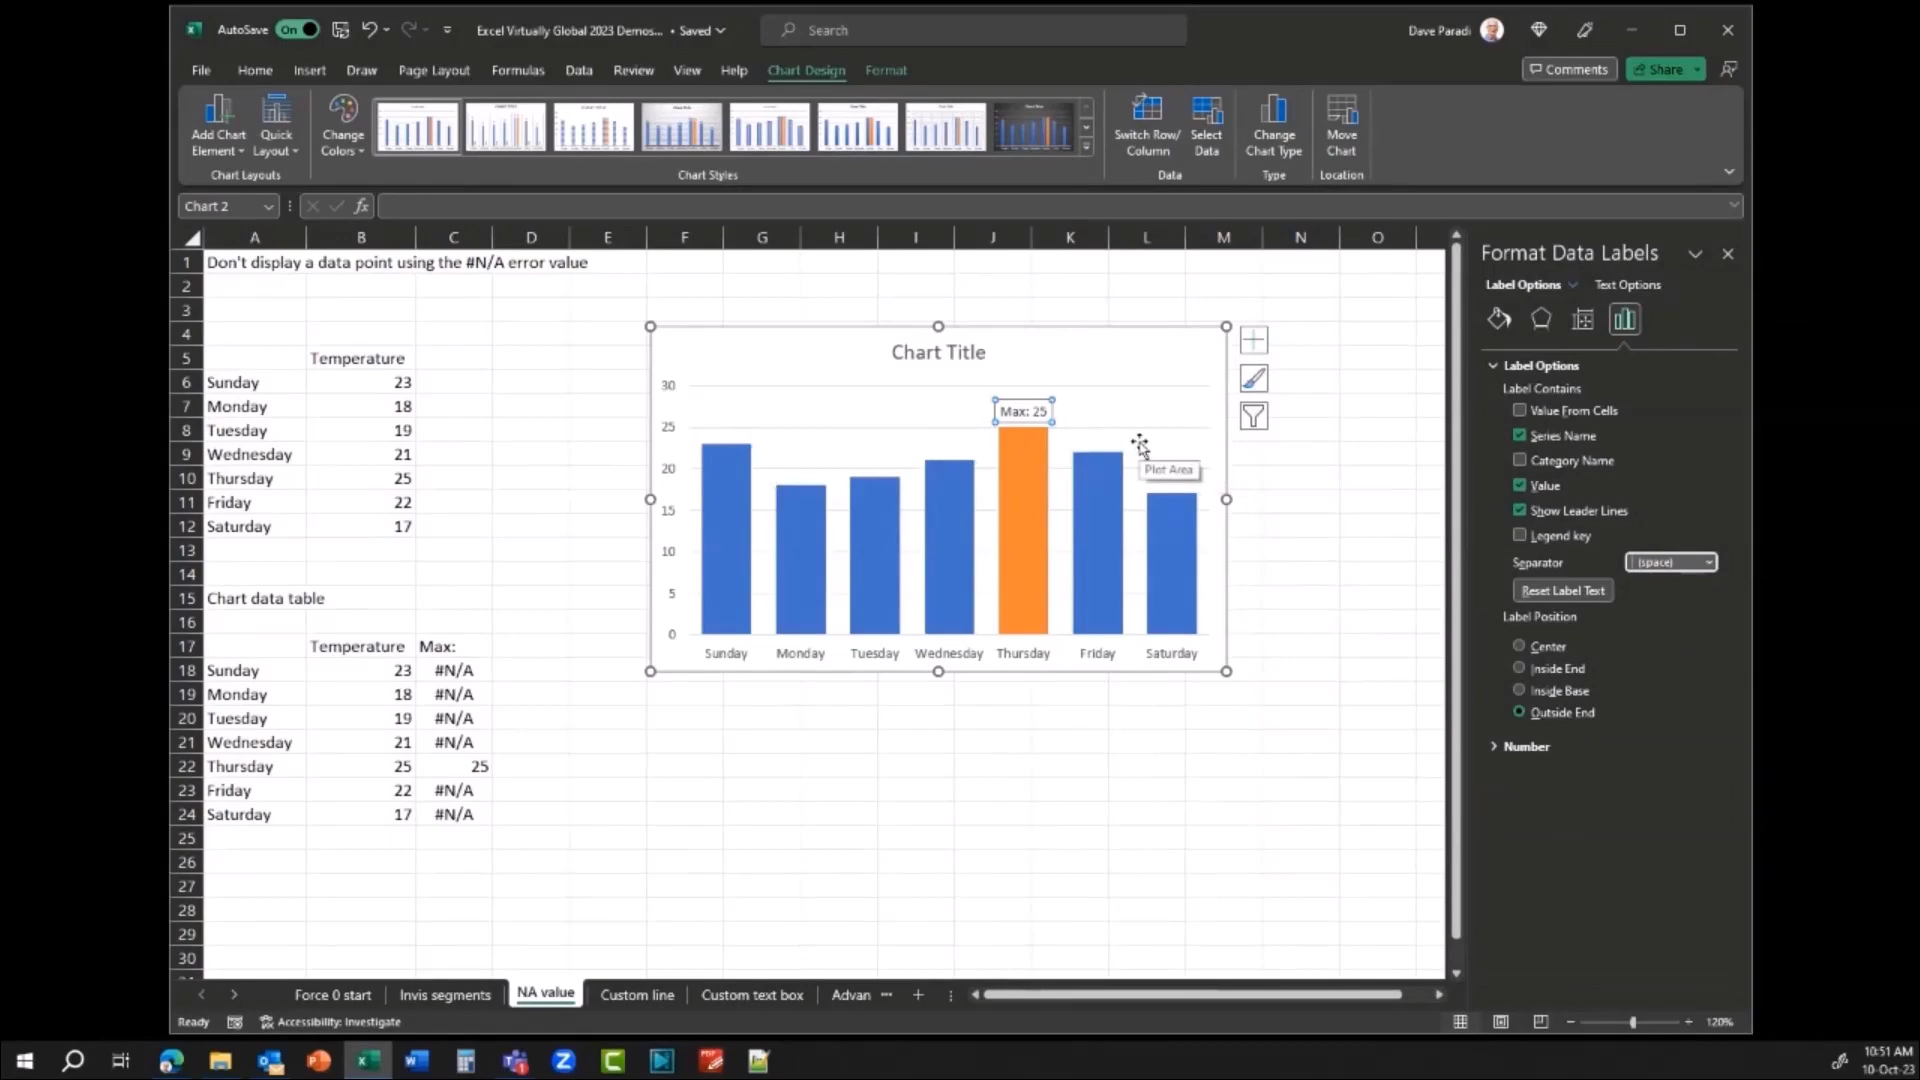 AutoSave On Excel Virtually Global 2023 Demos... • Saved Search Dave Paradi
File Home Insert Draw Page Layout Formulas Data Review View Help Chart Design Format Comments Share
Add Chart Element
Quick Layout
Change Colors
Switch Row/ Column
Select Data
Change Chart Type
Move Chart
Chart Layouts Chart Styles Data Type Location
Chart 2 fx
A B C D E F G H I J K L M N O
1 Don't display a data point using the #N/A error value
2
3
4
5 Temperature
6 Sunday 23
7 Monday 18
8 Tuesday 19
9 Wednesday 21
10 Thursday 25
11 Friday 22
12 Saturday 17
13
14
15 Chart data table
16
17 Temperature Max:
18 Sunday 23 #N/A
19 Monday 18 #N/A
20 Tuesday 19 #N/A
21 Wednesday 21 #N/A
22 Thursday 25 25
23 Friday 22 #N/A
24 Saturday 17 #N/A
25
26
27
28
29
30
Chart Title
30
25
20
15
10
5
0
Max: 25
Plot Area
Sunday Monday Tuesday Wednesday Thursday Friday Saturday
Format Data Labels
Label Options Text Options
Label Options
Label Contains
Value From Cells
Series Name
Category Name
Value
Show Leader Lines
Legend key
Separator (space)
Reset Label Text
Label Position
Center
Inside End
Inside Base
Outside End
Number
Force 0 start Invis segments NA value Custom line Custom text box Advan ...
Ready Accessibility: Investigate 120%
10:51 AM
10-Oct-23